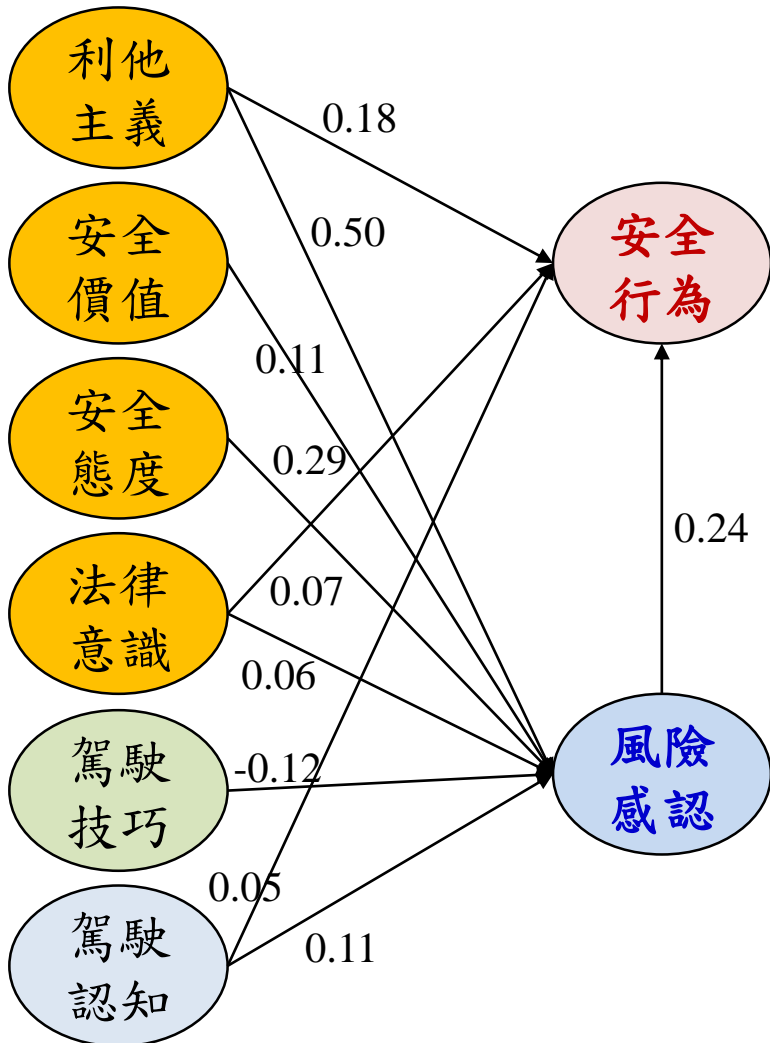 利他
主義
0.18
安全
行為
0.50
安全
價值
0.11
安全
態度
0.29
0.24
法律
意識
0.07
0.06
駕駛
技巧
-0.12
風險
感認
0.05
駕駛
認知
0.11